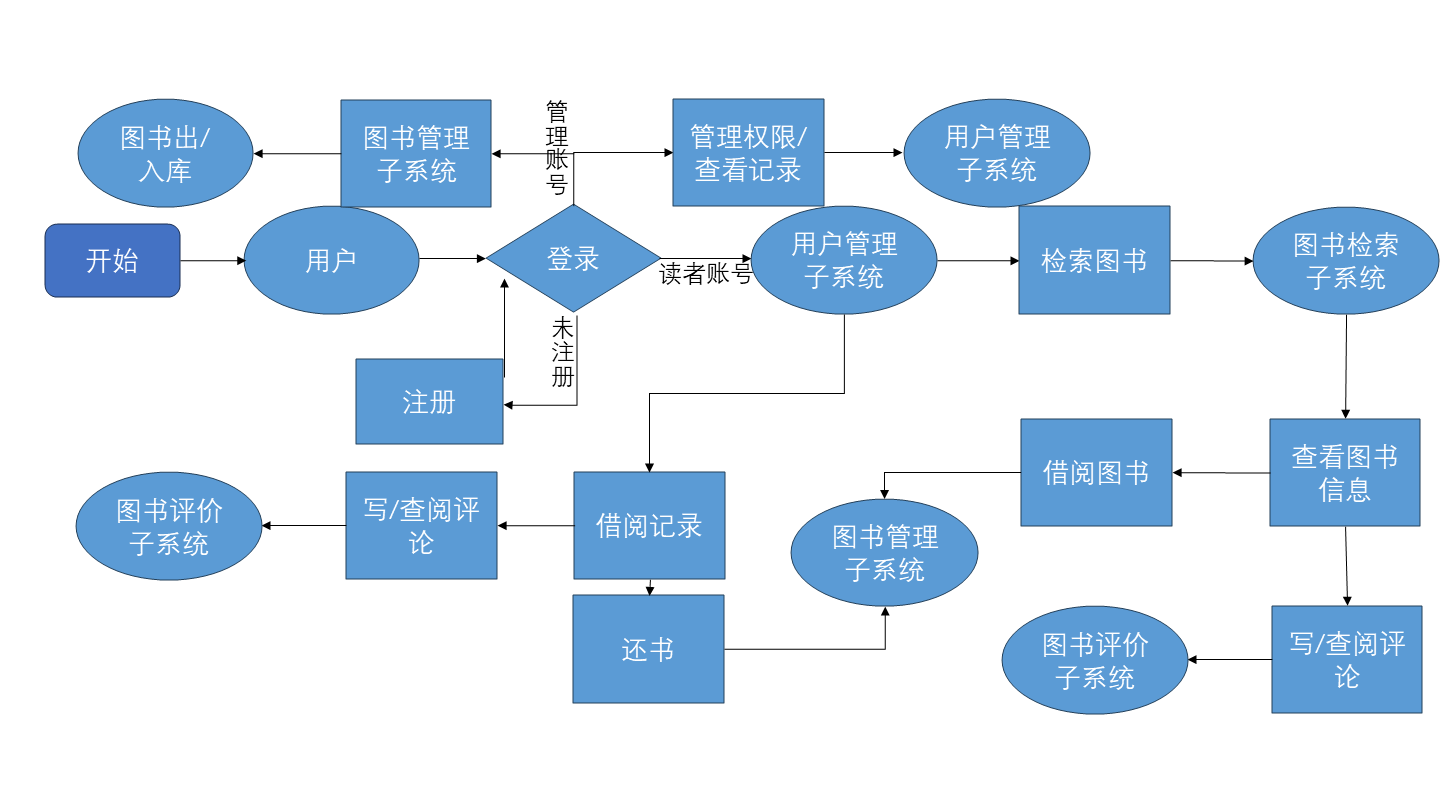 图书出/
入库
图书管理
子系统
管
理
账
号
管理权限/
查看记录
用户管理
子系统
开始
用户
登录
读者账号
用户管理
子系统
检索图书
图书检索
子系统
未
注
册
注册
借阅图书
查看图书
信息
图书评价
子系统
写/查阅评
论
借阅记录
图书管理
子系统
还书
图书评价
子系统
写/查阅评
论